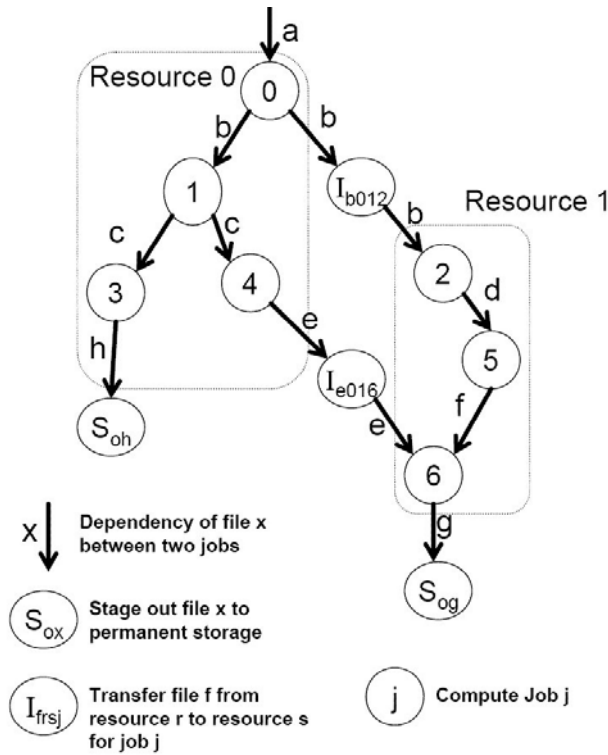 a
Resource 0
0
b
b
1
I_b012
Resource 1
b
c
c
2
3
4
d
e
5
h
I_e016
f
e
S_oh
6
g
x
Dependency of file x
between two jobs
S_og
S_ox
Stage out file x to
permanent storage
I_frsj
Transfer file f from
resource r to resource s
for job j
j
Compute Job j